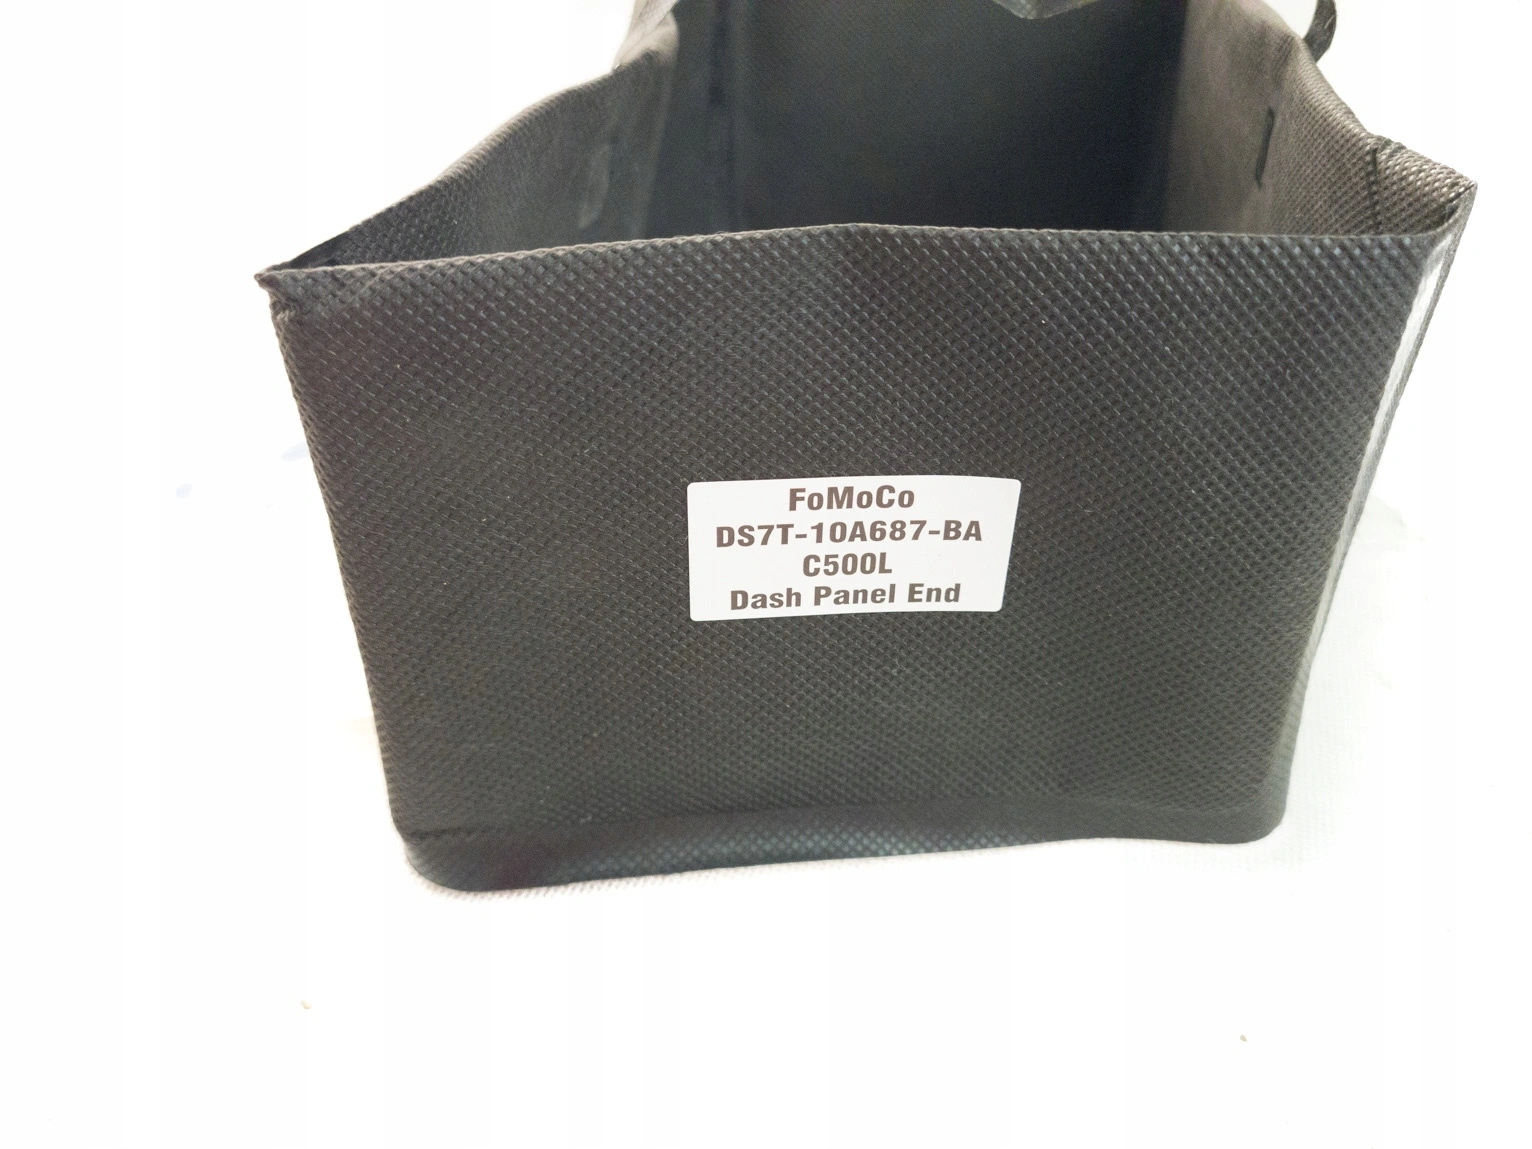 FoMoCo
DS7T-10A687-BA
C500L
Dash Panel End